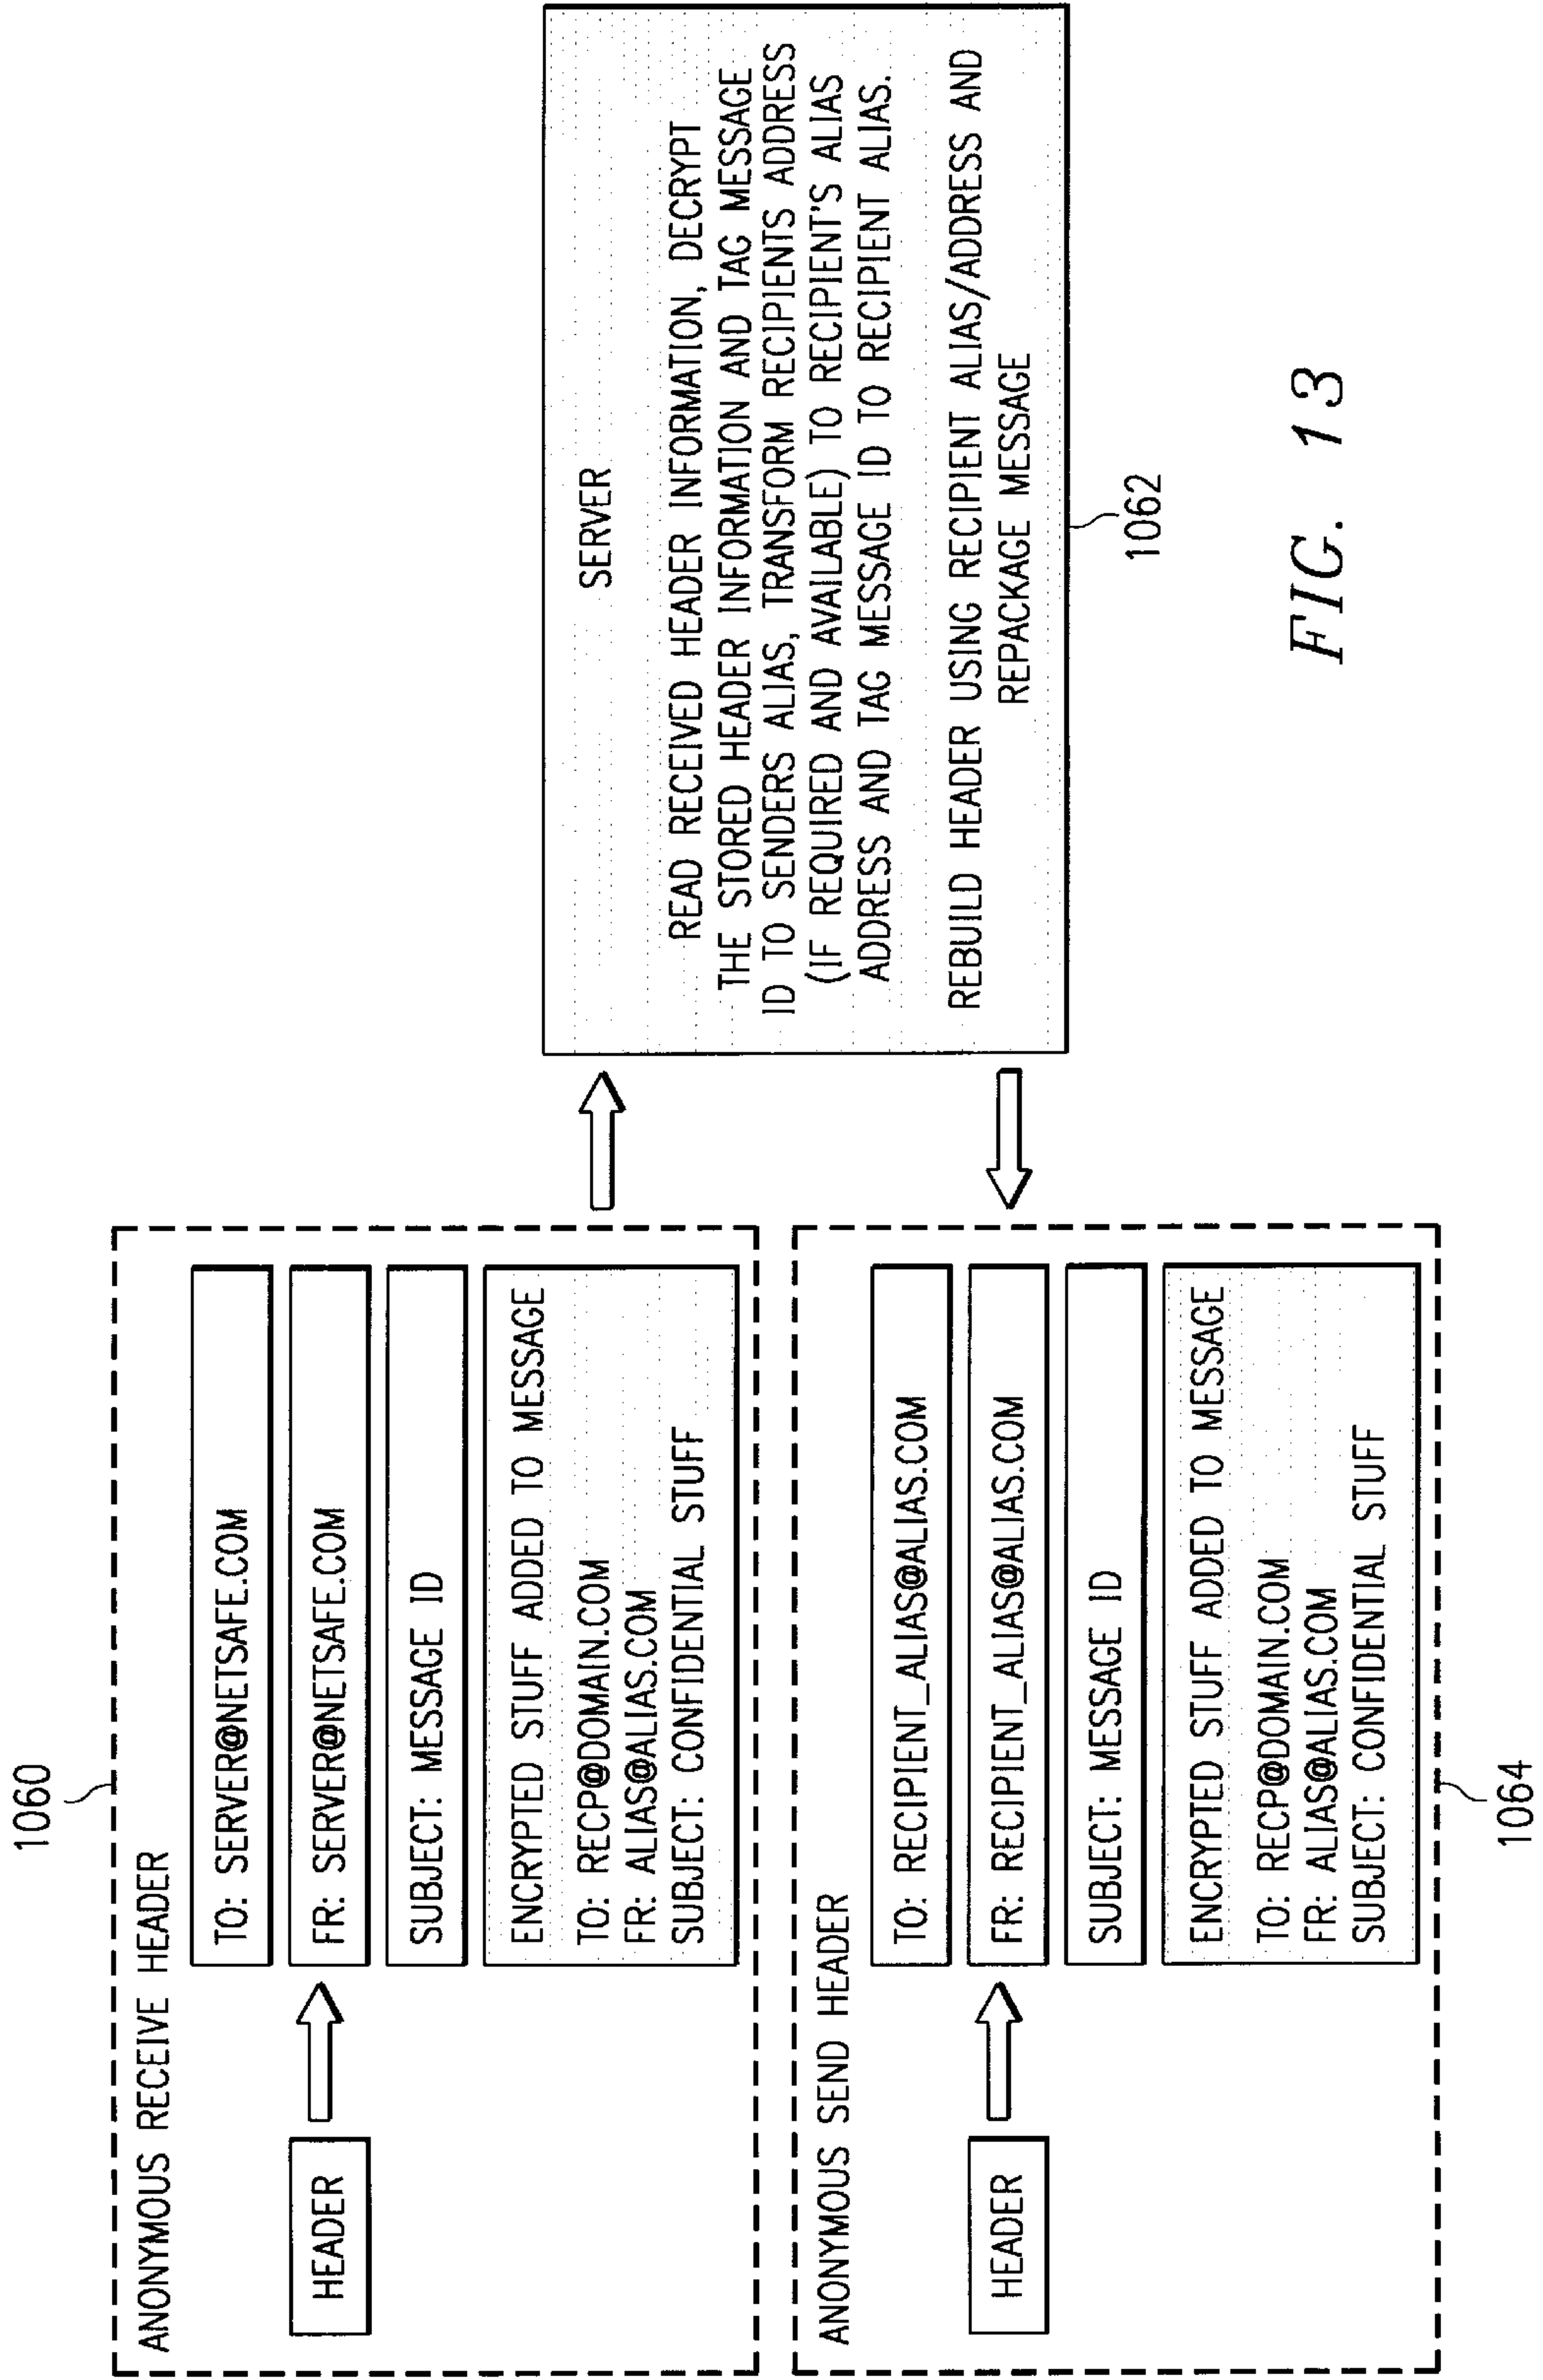 1060
ANONYMOUS RECEIVE HEADER
HEADER
TO: SERVER@NETSAFE.COM
FR: SERVER@NETSAFE.COM
SUBJECT: MESSAGE ID
ENCRYPTED STUFF ADDED TO MESSAGE
TO: RECP@DOMAIN.COM
FR: ALIAS@ALIAS.COM
SUBJECT: CONFIDENTIAL STUFF
ANONYMOUS SEND HEADER
HEADER
TO: RECIPIENT_ALIAS@ALIAS.COM
FR: RECIPIENT_ALIAS@ALIAS.COM
SUBJECT: MESSAGE ID
ENCRYPTED STUFF ADDED TO MESSAGE
TO: RECP@DOMAIN.COM
FR: ALIAS@ALIAS.COM
SUBJECT: CONFIDENTIAL STUFF
1064
SERVER
READ RECEIVED HEADER INFORMATION, DECRYPT
THE STORED HEADER INFORMATION AND TAG MESSAGE
ID TO SENDERS ALIAS, TRANSFORM RECIPIENTS ADDRESS
(IF REQUIRED AND AVAILABLE) TO RECIPIENT'S ALIAS
ADDRESS AND TAG MESSAGE ID TO RECIPIENT ALIAS.
REBUILD HEADER USING RECIPIENT ALIAS/ADDRESS AND
REPACKAGE MESSAGE
1062
FIG. 13